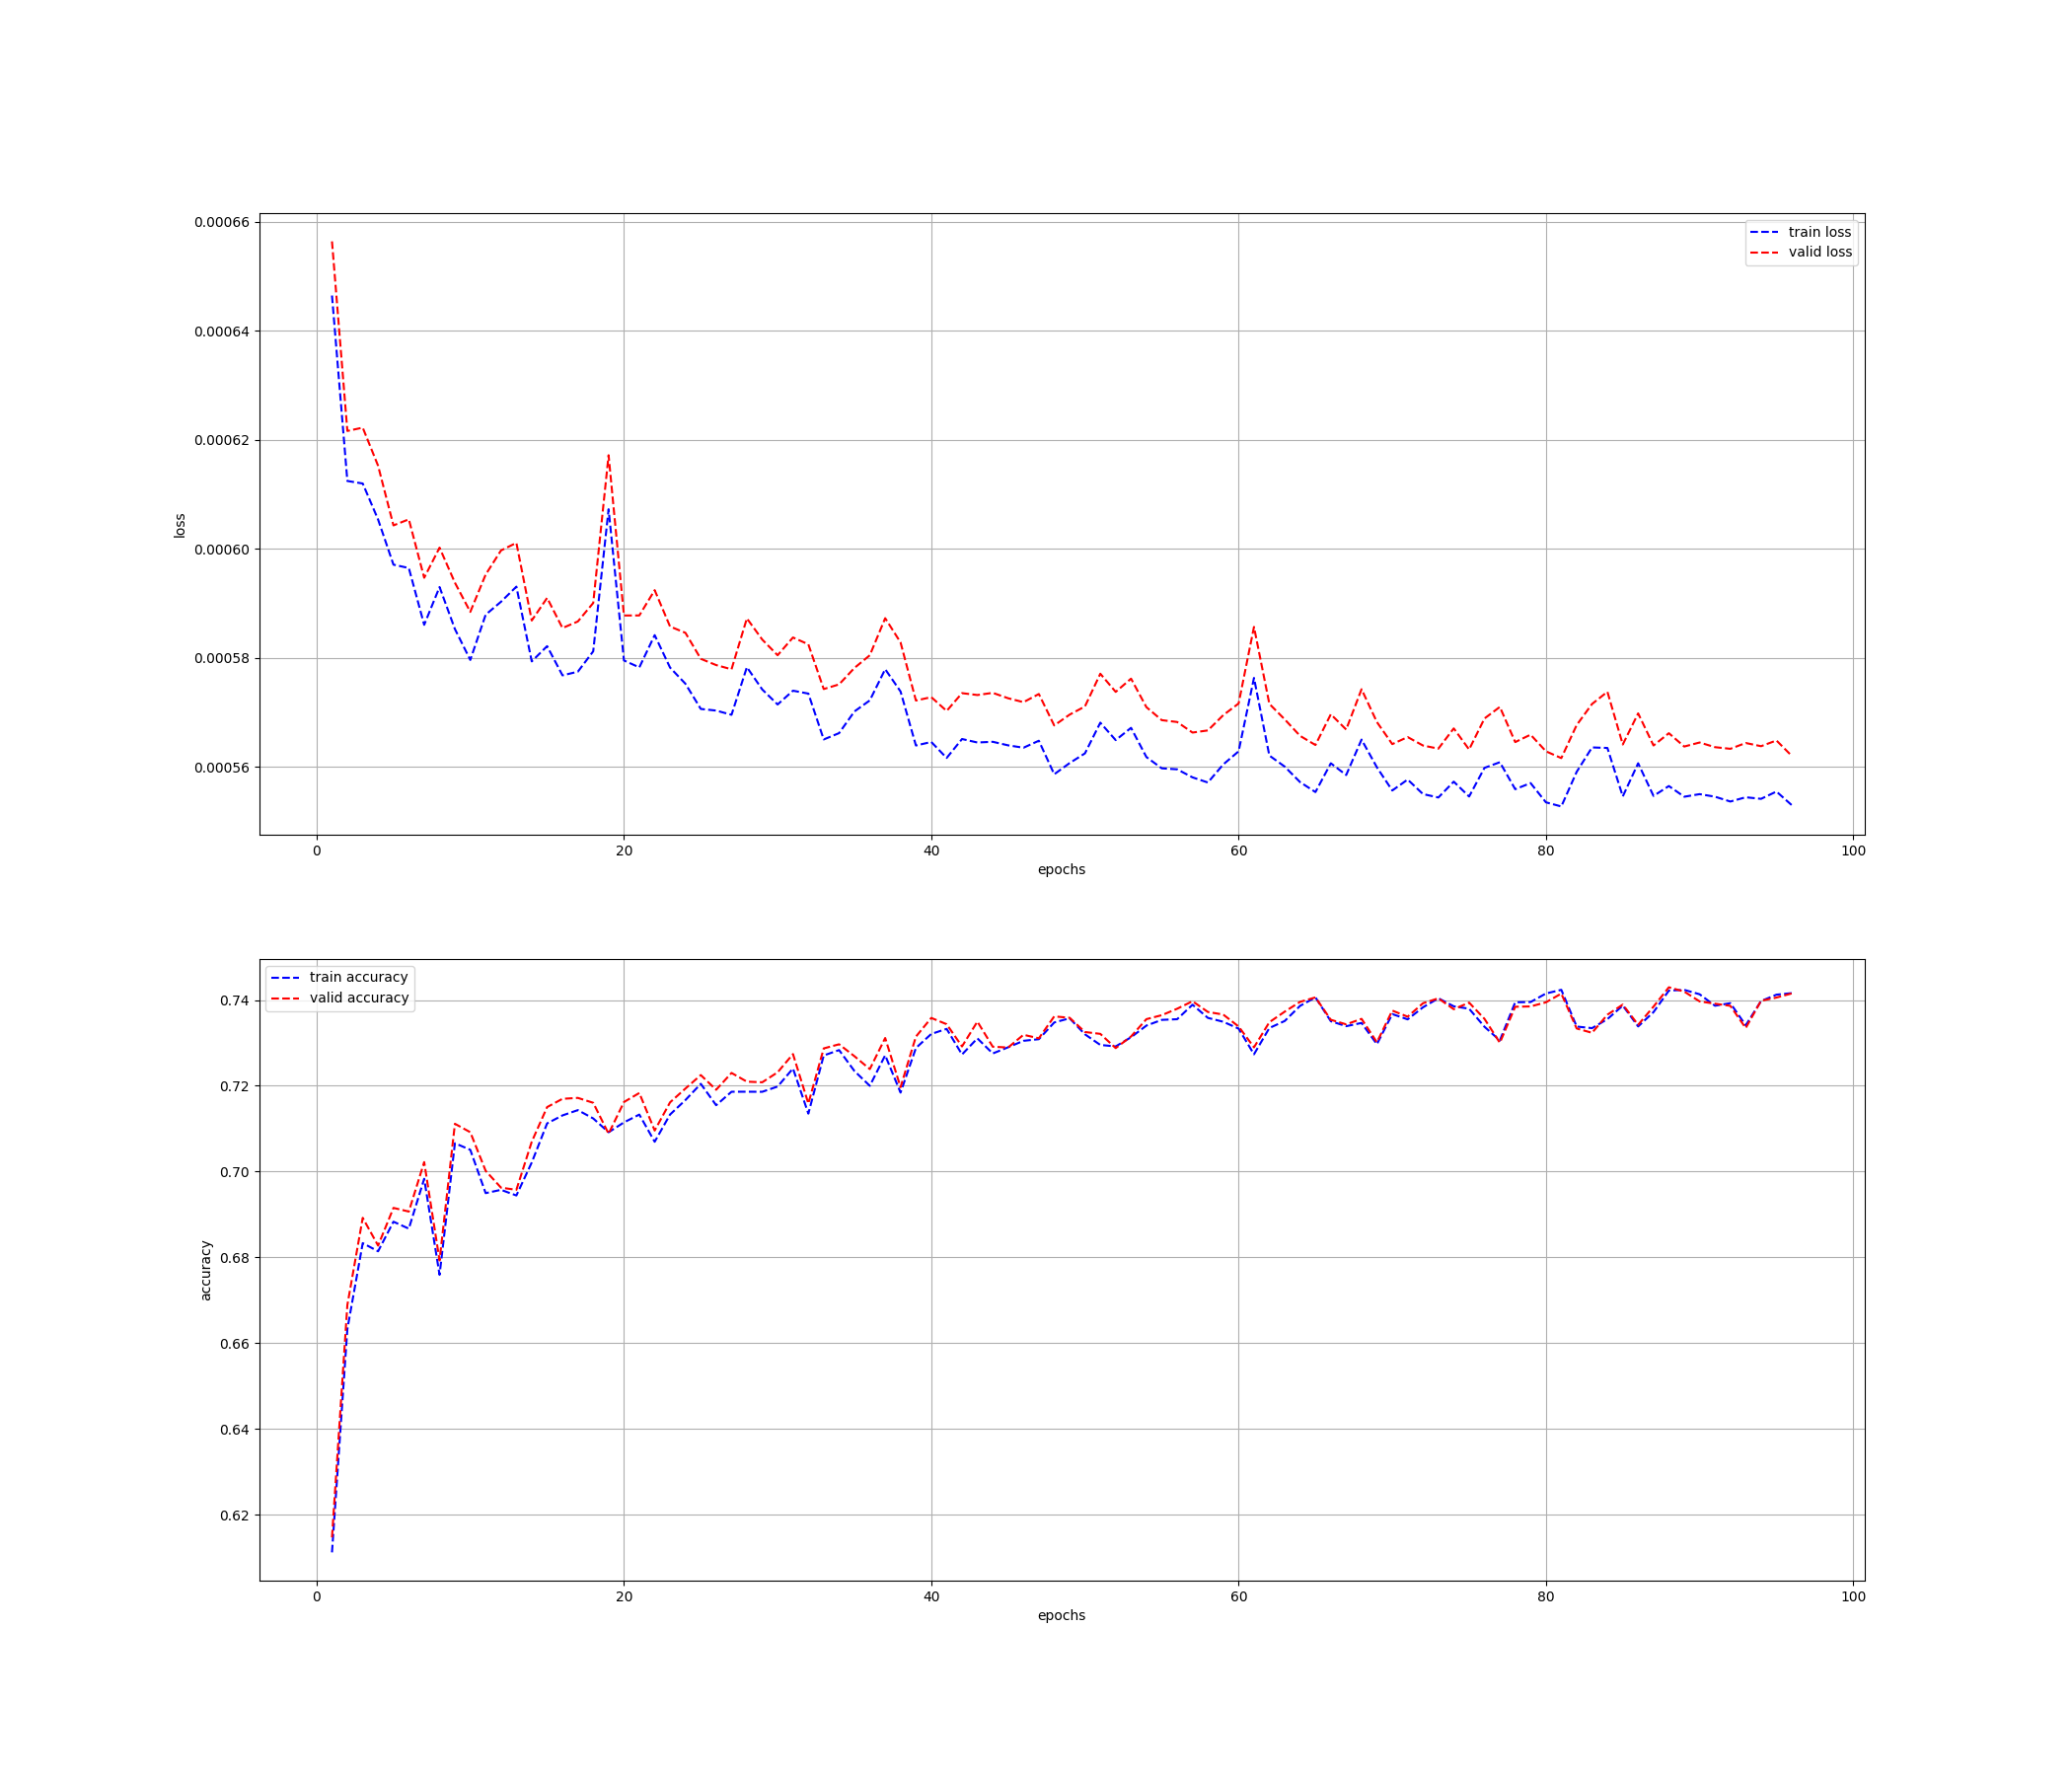 0.00066
0.00064
0.00062
0.00060
0.00058
0.00056
loss
train loss
valid loss
0 20 40 60 80 100
epochs
train accuracy
valid accuracy
0.74
0.72
0.70
0.68
0.66
0.64
0.62
accuracy
0 20 40 60 80 100
epochs